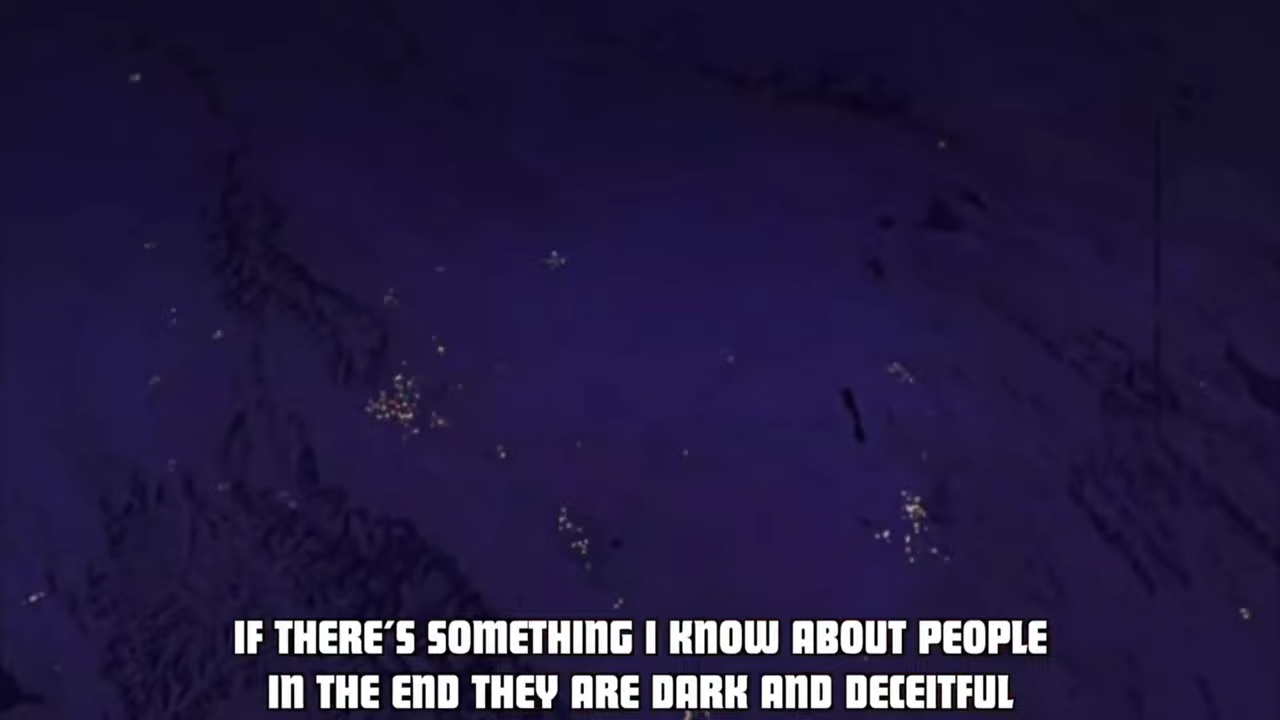 IF THERE'S SOMETHING I KNOW ABOUT PEOPLE
IN THE END THEY ARE DARK AND DECEITFUL